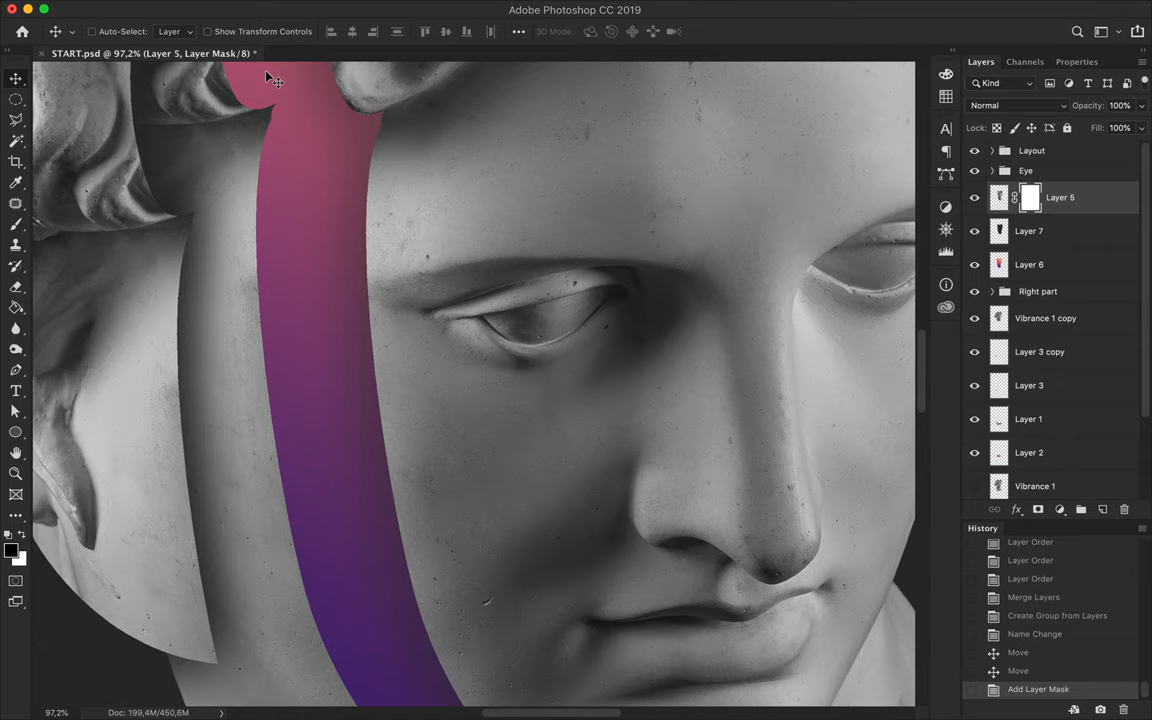 Adobe Photoshop CC 2019
Auto-Select: Layer Show Transform Controls 3D Mode:
START.psd @ 97,2% (Layer 5, Layer Mask/8) *
Layers Channels Properties
Kind
Normal Opacity: 100%
Lock: Fill: 100%
Layout
Eye
Layer 5
Layer 7
Layer 6
Right part
Vibrance 1 copy
Layer 3 copy
Layer 3
Layer 1
Layer 2
Vibrance 1
fx
History
Layer Order
Layer Order
Layer Order
Merge Layers
Create Group from Layers
Name Change
Move
Move
Add Layer Mask
97,2% Doc: 199,4M/450,6M